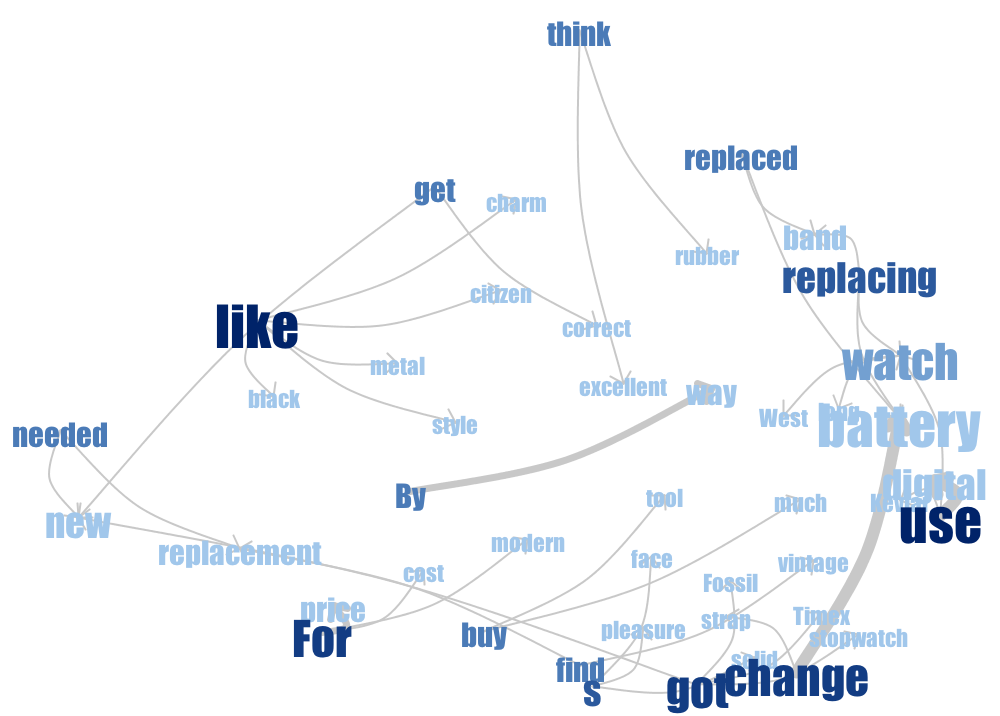 think
replaced
get
charm
band
rubber
replacing
citizen
like
correct
watch
metal
excellent
way
black
West
style
battery
needed
digital
By
tool
much
use
new
modern
replacement
face
vintage
cost
Fossil
price
Timex
strap
For
buy
pleasure
stopwatch
solid
find
s
got
change